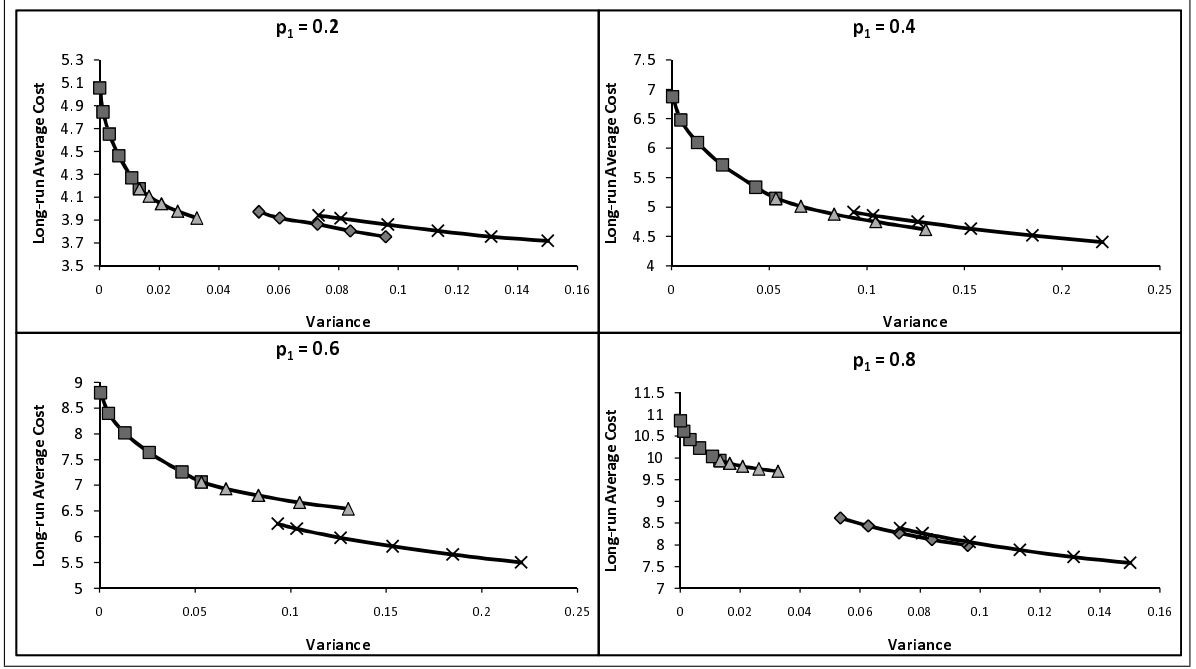 p1 = 0.2
Long-run Average Cost
5.3
5.1
4.9
4.7
4.5
4.3
4.1
3.9
3.7
3.5
0 0.02 0.04 0.06 0.08 0.1 0.12 0.14 0.16
Variance
p1 = 0.4
Long-run Average Cost
7.5
7
6.5
6
5.5
5
4.5
4
0 0.05 0.1 0.15 0.2 0.25
Variance
p1 = 0.6
Long-run Average Cost
9
8.5
8
7.5
7
6.5
6
5.5
5
0 0.05 0.1 0.15 0.2 0.25
Variance
p1 = 0.8
Long-run Average Cost
11.5
11
10.5
10
9.5
9
8.5
8
7.5
7
0 0.02 0.04 0.06 0.08 0.1 0.12 0.14 0.16
Variance